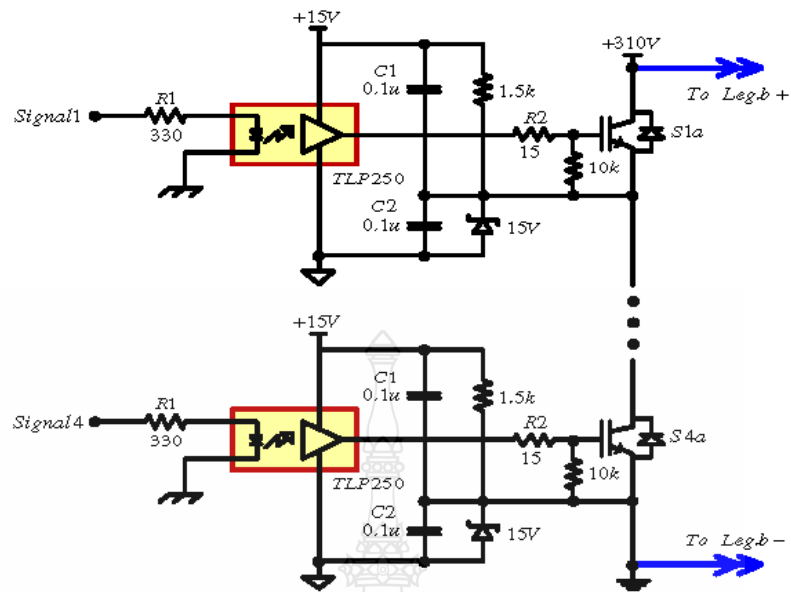 +15V
+310V
C1
0.1u
1.5k
To Leg.b +
Signal1
R1
330
R2
15
S1a
10k
TLP250
C2
0.1u
15V
+15V
C1
0.1u
1.5k
Signal4
R1
330
R2
15
S4a
10k
TLP250
C2
0.1u
15V
To Leg.b -